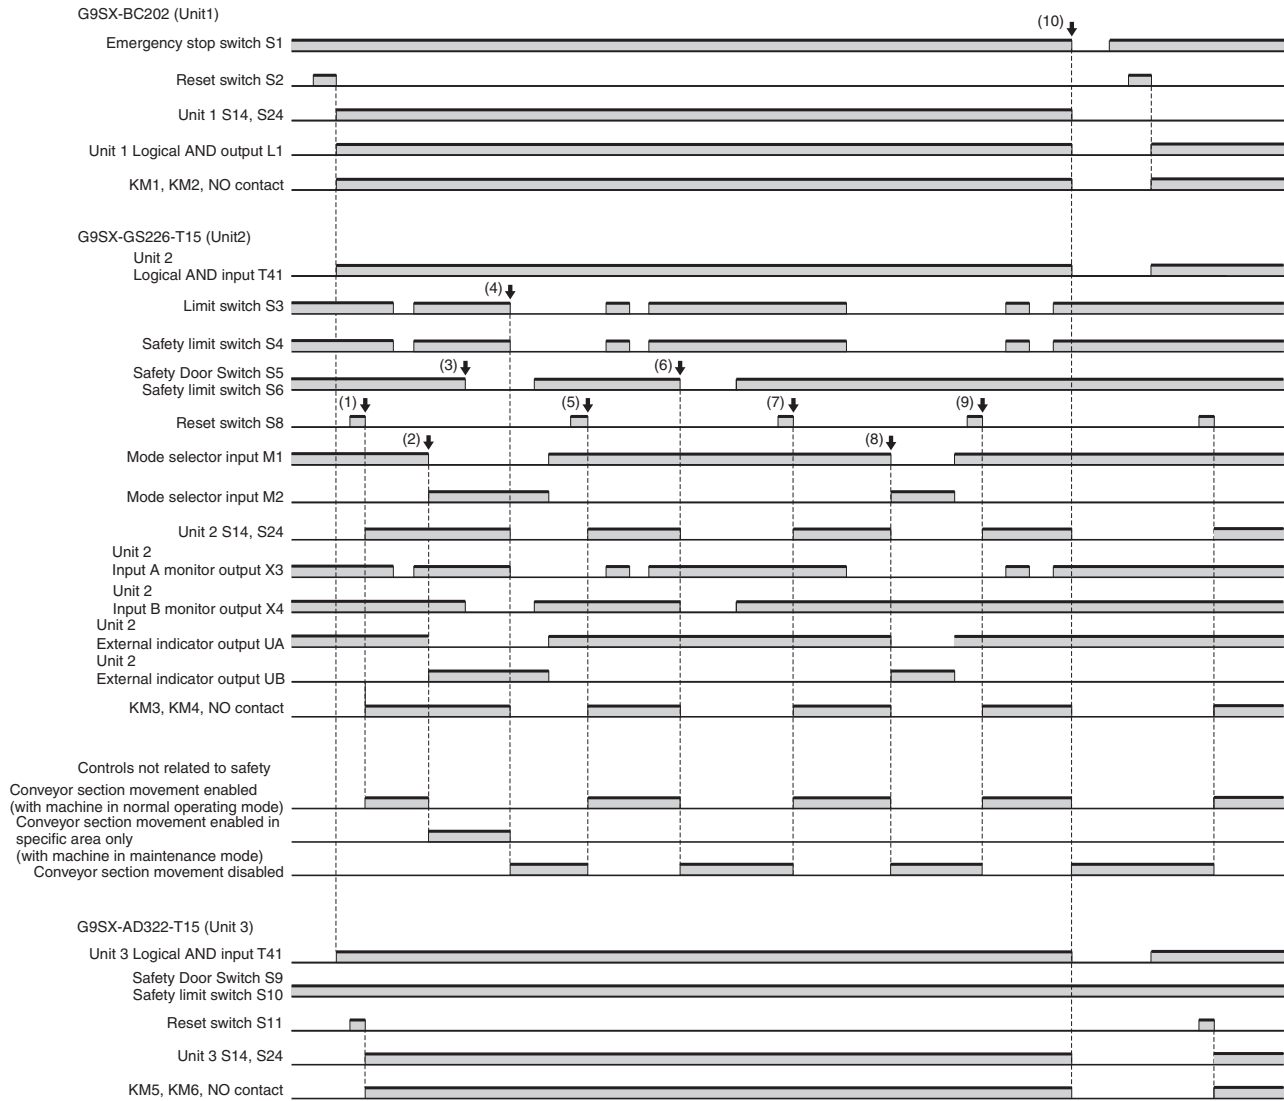 G9SX-BC202 (Unit1)
(10)
Emergency stop switch S1
Reset switch S2
Unit 1 S14, S24
Unit 1 Logical AND output L1
KM1, KM2, NO contact
G9SX-GS226-T15 (Unit2)
Unit 2
Logical AND input T41
(4)
Limit switch S3
Safety limit switch S4
(3)
(6)
Safety Door Switch S5
Safety limit switch S6
(1)
(5)
(7)
(9)
Reset switch S8
(2)
(8)
Mode selector input M1
Mode selector input M2
Unit 2 S14, S24
Unit 2
Input A monitor output X3
Unit 2
Input B monitor output X4
Unit 2
External indicator output UA
Unit 2
External indicator output UB
KM3, KM4, NO contact
Controls not related to safety
Conveyor section movement enabled
(with machine in normal operating mode)
Conveyor section movement enabled in
specific area only
(with machine in maintenance mode)
Conveyor section movement disabled
G9SX-AD322-T15 (Unit 3)
Unit 3 Logical AND input T41
Safety Door Switch S9
Safety limit switch S10
Reset switch S11
Unit 3 S14, S24
KM5, KM6, NO contact